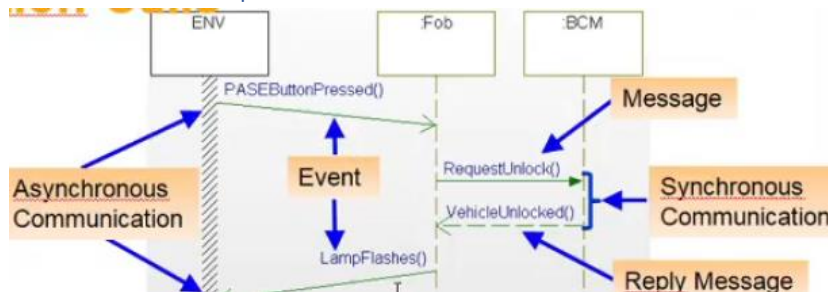 ENV
:Fob
:BCM
PASEButtonPressed()
Message
Event
RequestUnlock()
Asynchronous
Communication
Synchronous
Communication
VehicleUnlocked()
LampFlashes()
Reply Message